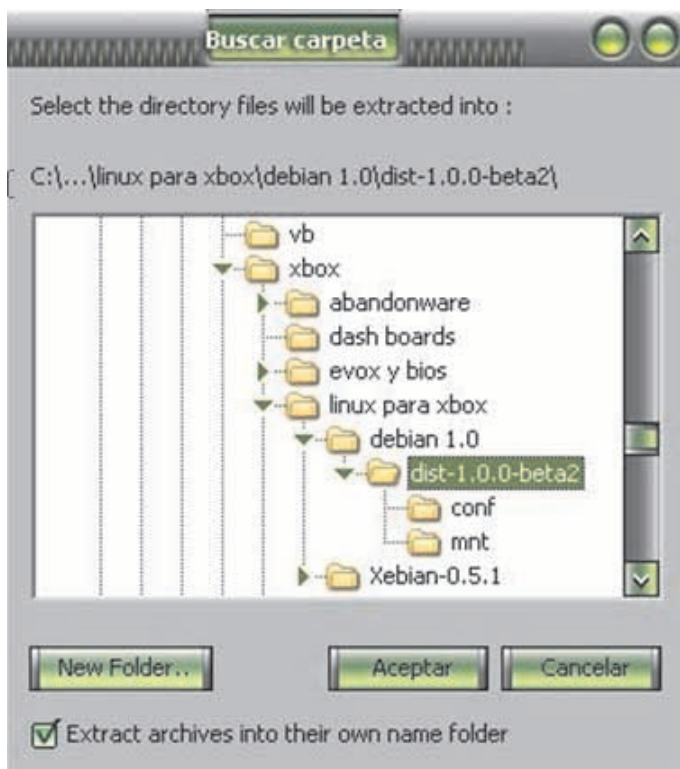 Buscar carpeta
Select the directory files will be extracted into :
C:\...\linux para xbox\debian 1.0\dist-1.0.0-beta2\
vb
xbox
abandonware
dash boards
evox y bios
linux para xbox
debian 1.0
dist-1.0.0-beta2
conf
mnt
Xebian-0.5.1
New Folder..
Aceptar
Cancelar
Extract archives into their own name folder